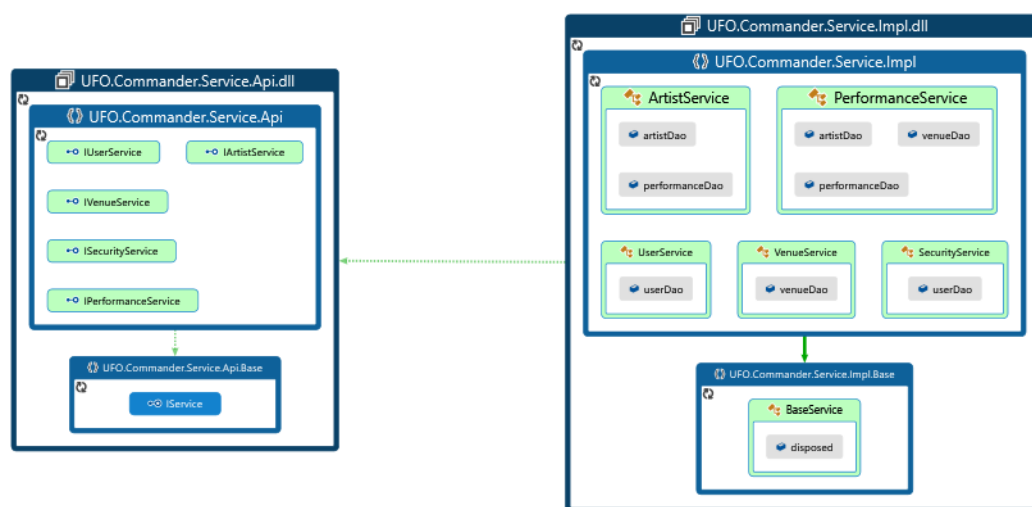 UFO.Commander.Service.Api.dll
UFO.Commander.Service.Api
IUserService
IArtistService
IVenueService
ISecurityService
IPerformanceService
UFO.Commander.Service.Api.Base
IService
UFO.Commander.Service.Impl.dll
UFO.Commander.Service.Impl
ArtistService
artistDao
performanceDao
PerformanceService
artistDao
venueDao
performanceDao
UserService
userDao
VenueService
venueDao
SecurityService
userDao
UFO.Commander.Service.Impl.Base
BaseService
disposed